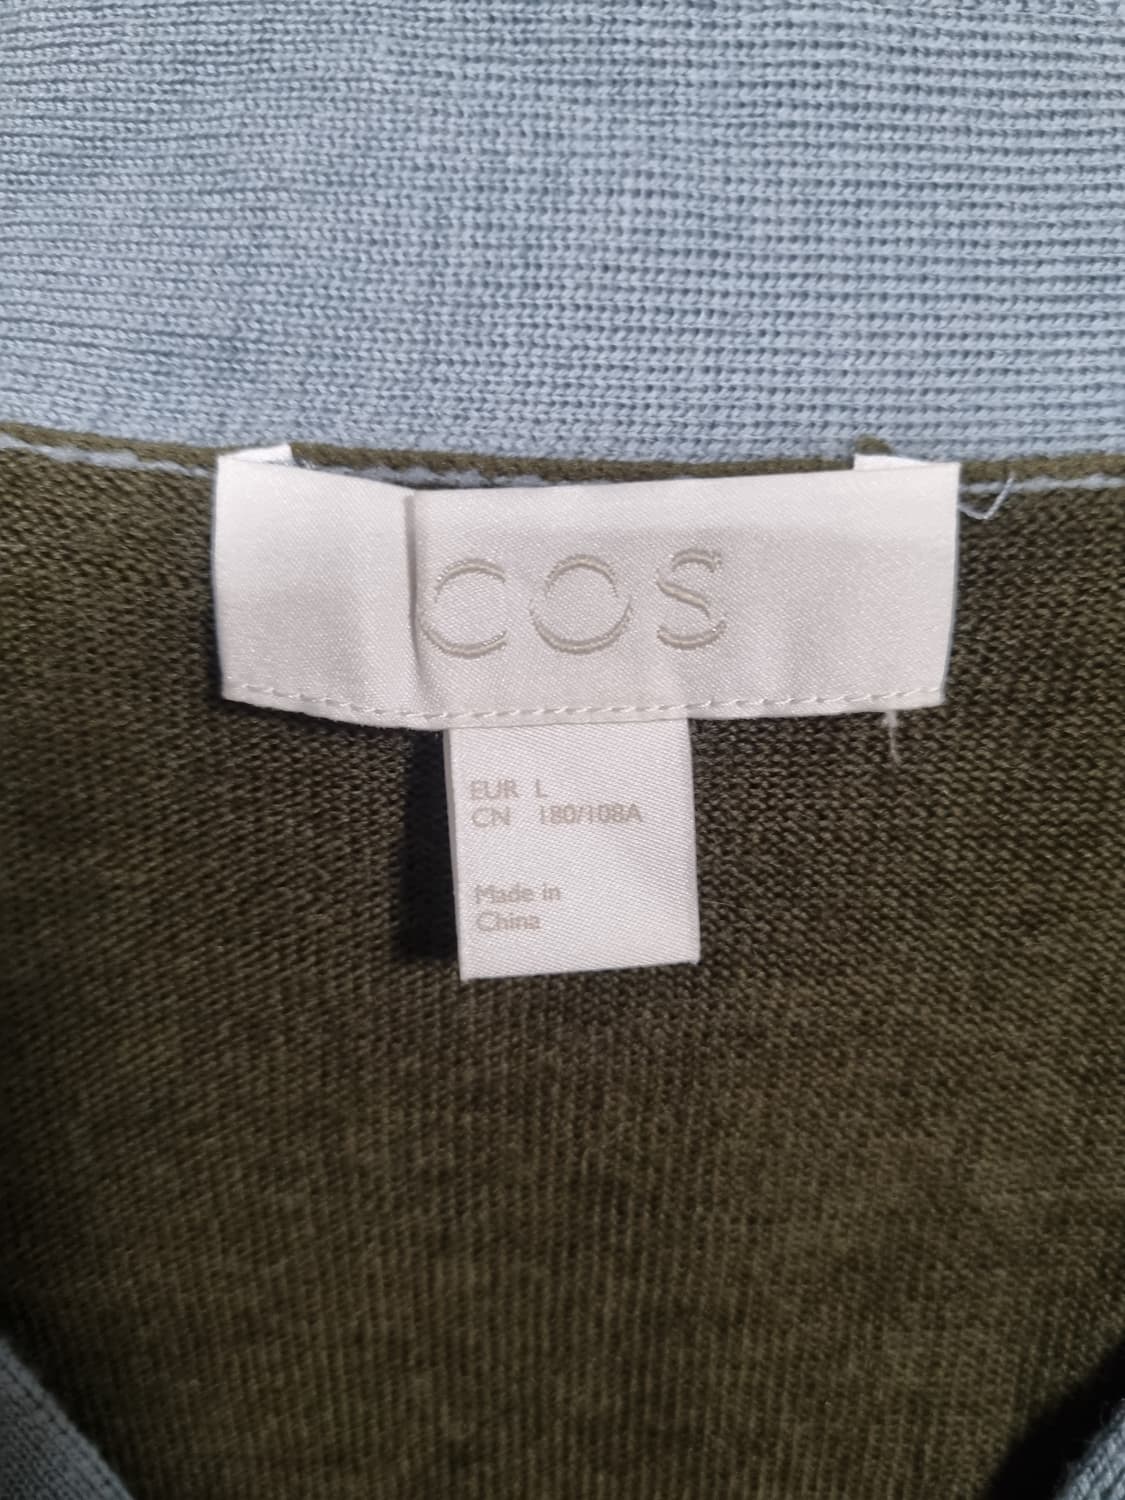 COS
EUR L
CN 180/108A
Made in
China